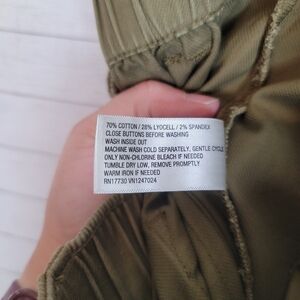 70% COTTON / 28% LYOCELL / 2% SPANDEX
CLOSE BUTTONS BEFORE WASHING
WASH INSIDE OUT
MACHINE WASH COLD SEPARATELY, GENTLE CYCLE
ONLY NON-CHLORINE BLEACH IF NEEDED
TUMBLE DRY LOW, REMOVE PROMPTLY
WARM IRON IF NEEDED
RN17730 VN1247024